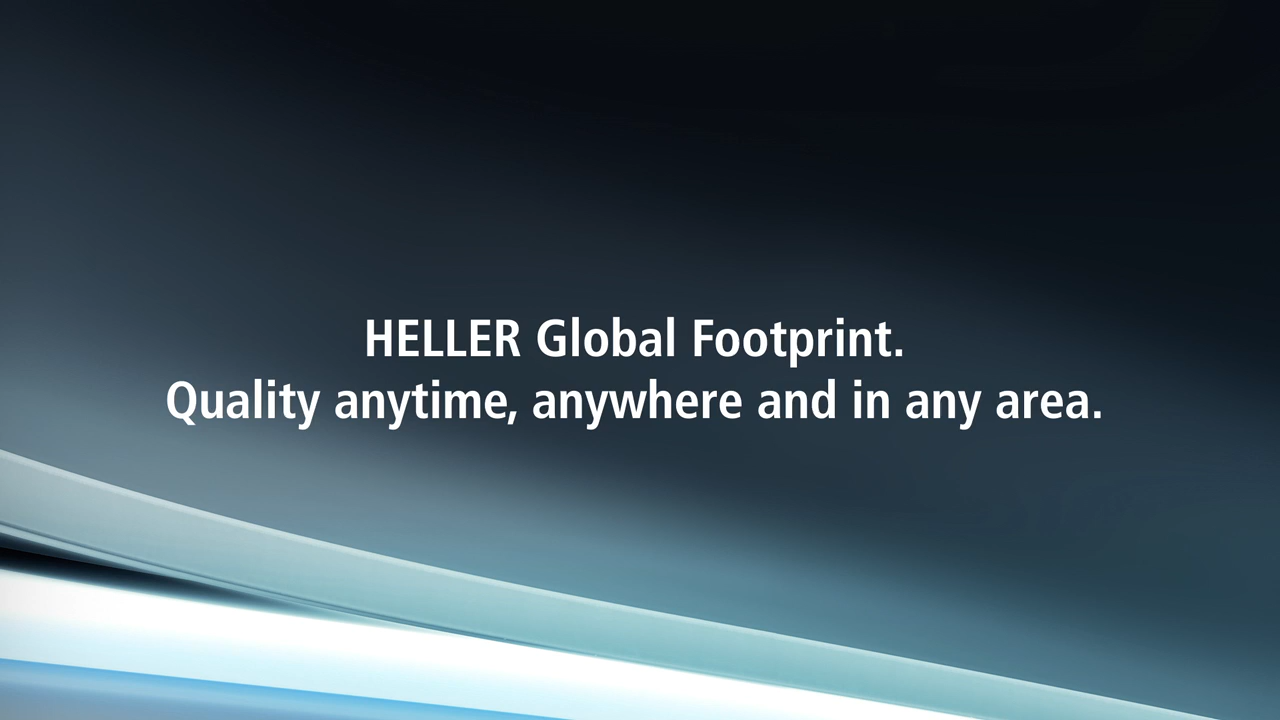 HELLER Global Footprint.
Quality anytime, anywhere and in any area.